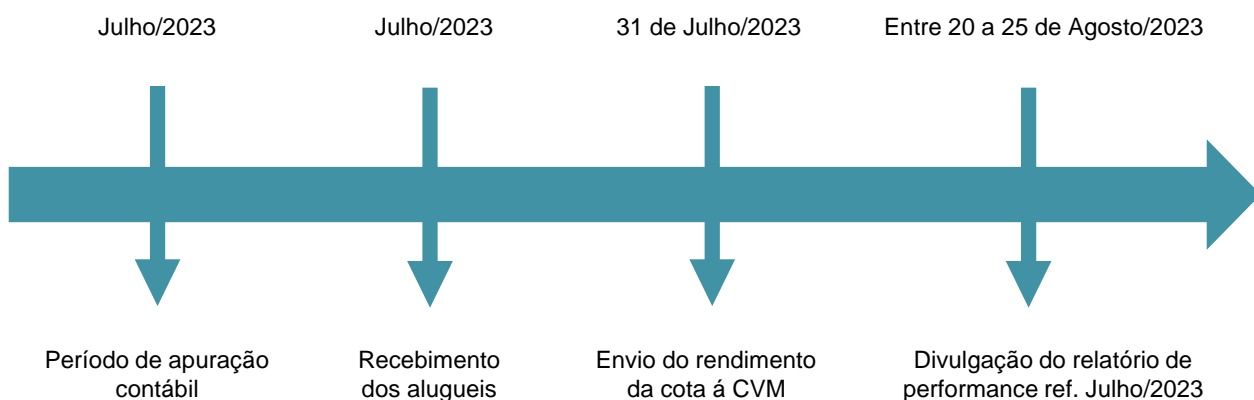 Julho/2023
Julho/2023
31 de Julho/2023
Entre 20 a 25 de Agosto/2023
Período de apuração
contábil
Recebimento
dos alugueis
Envio do rendimento
da cota á CVM
Divulgação do relatório de
performance ref. Julho/2023